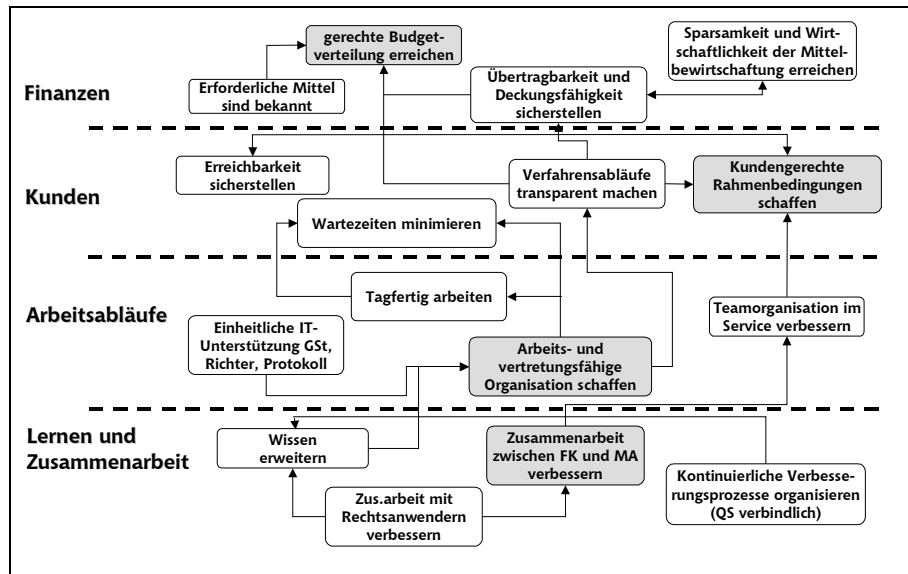 gerechte Budget-
verteilung erreichen
Sparsamkeit und Wirt-
schaftlichkeit der Mittel-
bewirtschaftung erreichen
Finanzen
Erforderliche Mittel
sind bekannt
Übertragbarkeit und
Deckungsfähigkeit
sicherstellen
Kunden
Erreichbarkeit
sicherstellen
Verfahrensabläufe
transparent machen
Kundengerechte
Rahmenbedingungen
schaffen
Wartezeiten minimieren
Arbeitsabläufe
Tagfertig arbeiten
Teamorganisation im
Service verbessern
Einheitliche IT-
Unterstützung GSt,
Richter, Protokoll
Arbeits- und
vertretungsfähige
Organisation schaffen
Lernen und
Zusammenarbeit
Wissen
erweitern
Zusammenarbeit
zwischen FK und MA
verbessern
Kontinuierliche Verbesse-
rungsprozesse organisieren
(QS verbindlich)
Zus.arbeit mit
Rechtsanwendern
verbessern